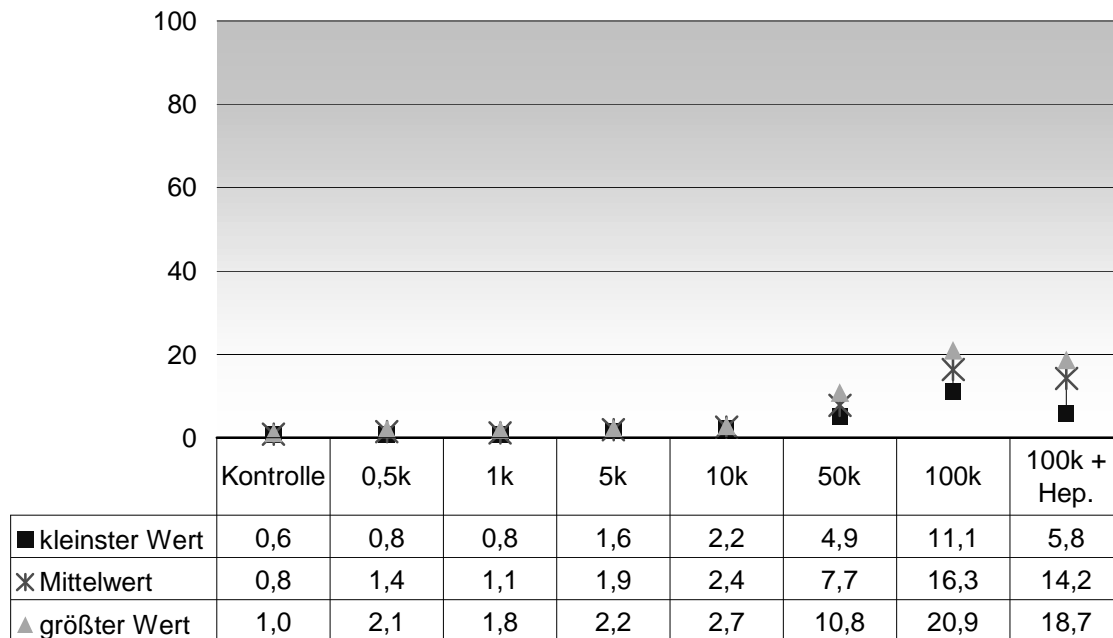 100
80
60
40
20
0
Kontrolle 0,5k 1k 5k 10k 50k 100k 100k +
Hep.
kleinster Wert 0,6 0,8 0,8 1,6 2,2 4,9 11,1 5,8
Mittelwert 0,8 1,4 1,1 1,9 2,4 7,7 16,3 14,2
größter Wert 1,0 2,1 1,8 2,2 2,7 10,8 20,9 18,7